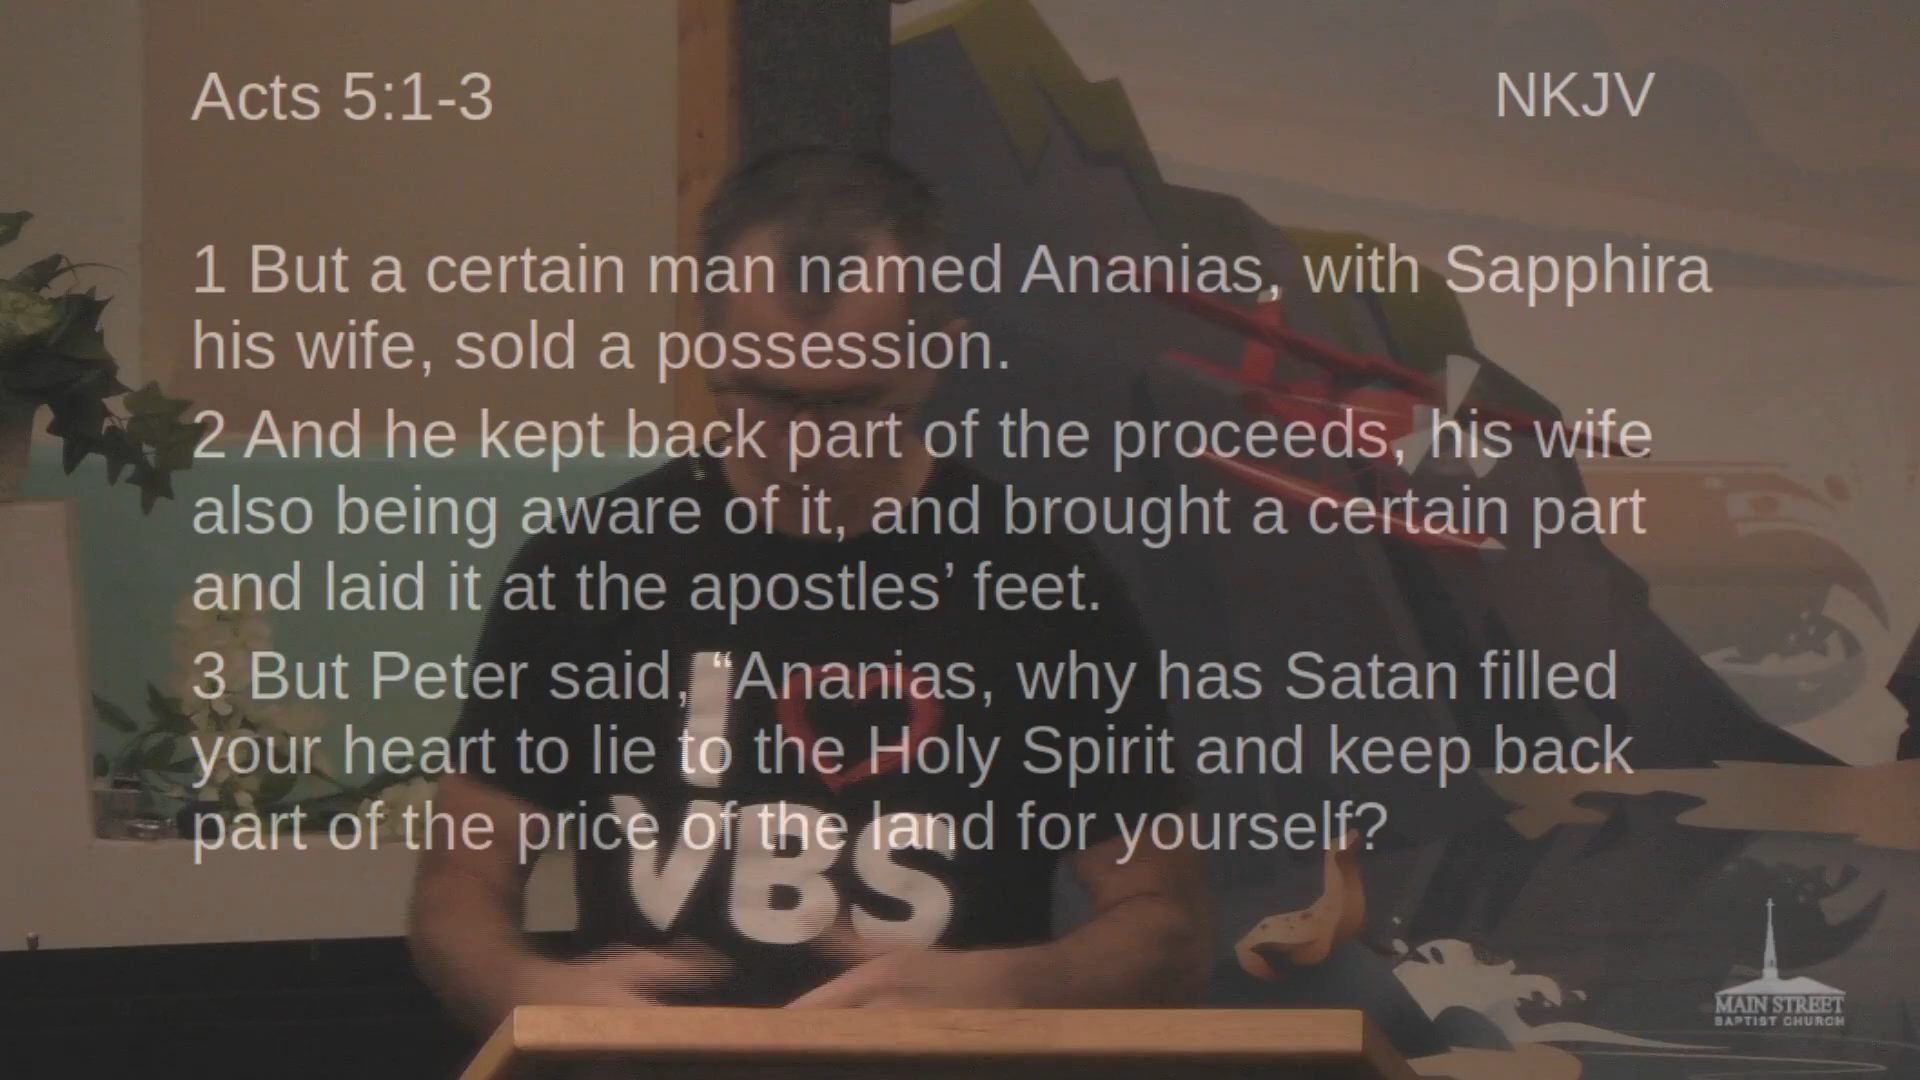 Acts 5:1-3
NKJV
1 But a certain man named Ananias, with Sapphira
his wife, sold a possession.
2 And he kept back part of the proceeds, his wife
also being aware of it, and brought a certain part
and laid it at the apostles’ feet.
3 But Peter said, “Ananias, why has Satan filled
your heart to lie to the Holy Spirit and keep back
part of the price of the land for yourself?
I
VBS
MAIN STREET
BAPTIST CHURCH